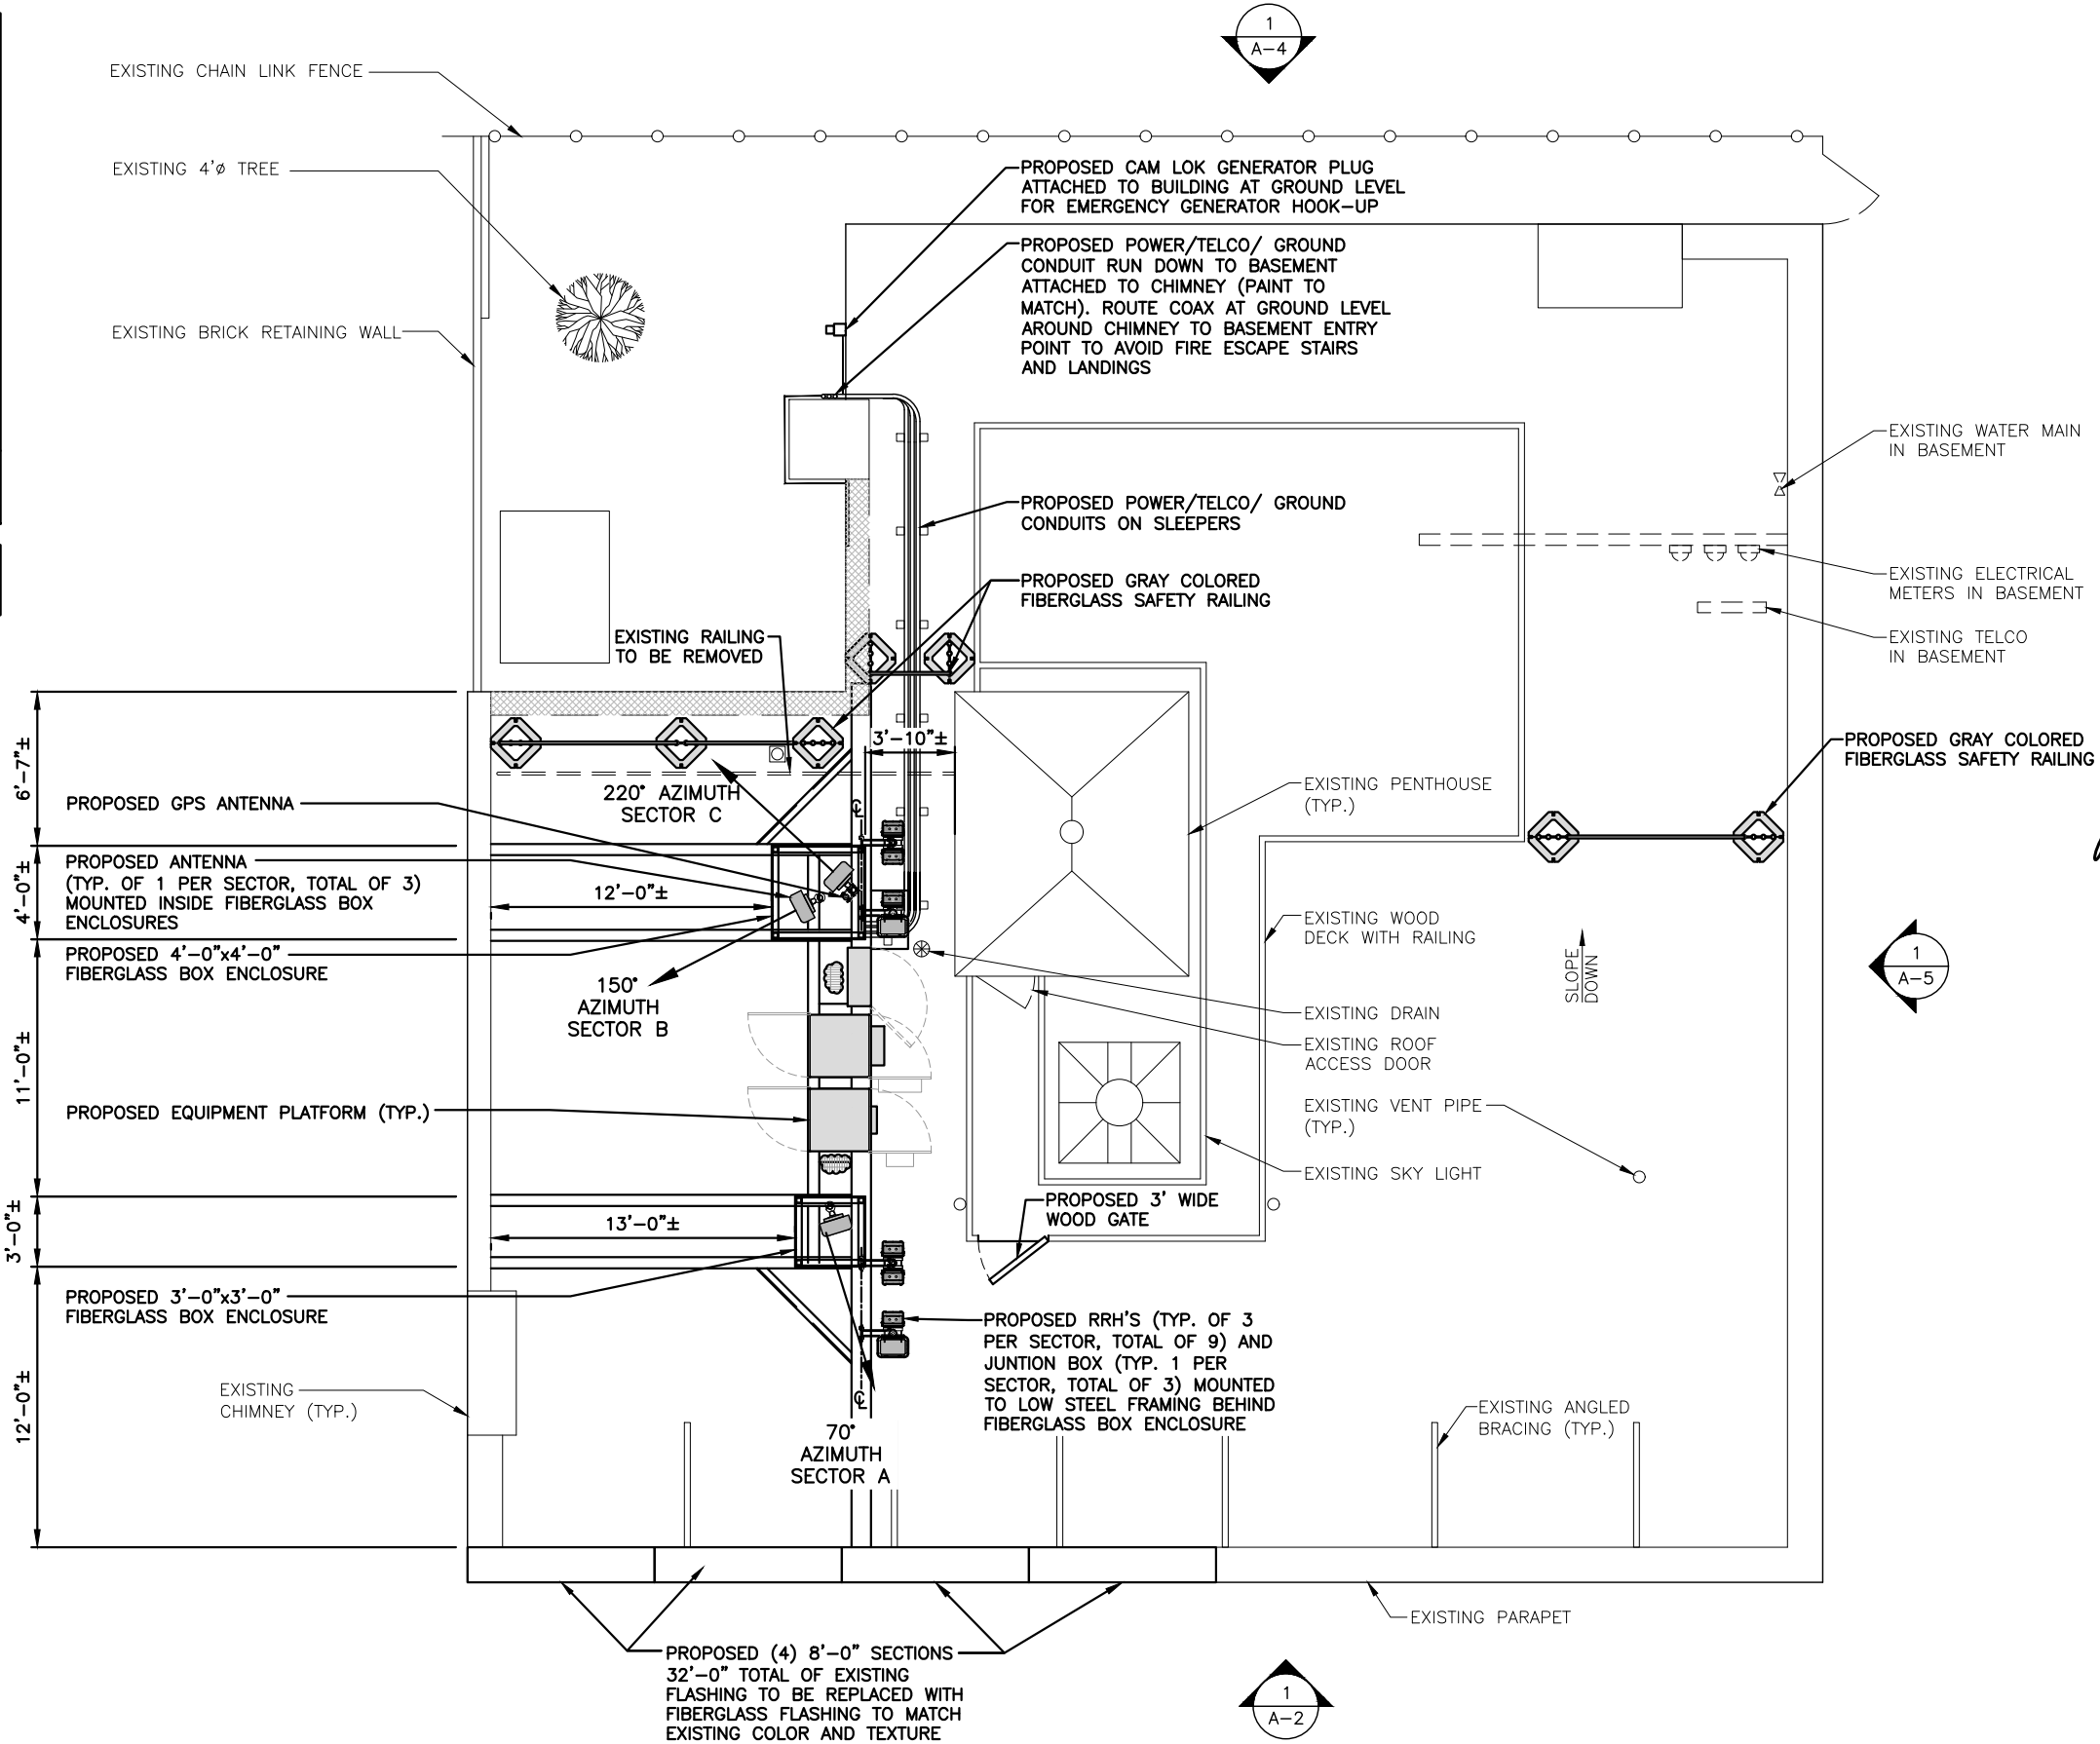 1
A-4
EXISTING CHAIN LINK FENCE
EXISTING 4'ø TREE
EXISTING BRICK RETAINING WALL
PROPOSED CAM LOK GENERATOR PLUG
ATTACHED TO BUILDING AT GROUND LEVEL
FOR EMERGENCY GENERATOR HOOK-UP
PROPOSED POWER/TELCO/ GROUND
CONDUIT RUN DOWN TO BASEMENT
ATTACHED TO CHIMNEY (PAINT TO
MATCH). ROUTE COAX AT GROUND LEVEL
AROUND CHIMNEY TO BASEMENT ENTRY
POINT TO AVOID FIRE ESCAPE STAIRS
AND LANDINGS
EXISTING WATER MAIN
IN BASEMENT
PROPOSED POWER/TELCO/ GROUND
CONDUITS ON SLEEPERS
EXISTING ELECTRICAL
METERS IN BASEMENT
PROPOSED GRAY COLORED
FIBERGLASS SAFETY RAILING
EXISTING RAILING
TO BE REMOVED
EXISTING TELCO
IN BASEMENT
6'-7"±
3'-10"±
PROPOSED GRAY COLORED
FIBERGLASS SAFETY RAILING
EXISTING PENTHOUSE
(TYP.)
220° AZIMUTH
SECTOR C
PROPOSED GPS ANTENNA
℄
4'-0"±
PROPOSED ANTENNA
(TYP. OF 1 PER SECTOR, TOTAL OF 3)
MOUNTED INSIDE FIBERGLASS BOX
ENCLOSURES
12'-0"±
EXISTING WOOD
DECK WITH RAILING
PROPOSED 4'-0"x4'-0"
FIBERGLASS BOX ENCLOSURE
SLOPE
DOWN
1
A-5
150°
AZIMUTH
SECTOR B
EXISTING DRAIN
EXISTING ROOF
ACCESS DOOR
11'-0"±
PROPOSED EQUIPMENT PLATFORM (TYP.)
EXISTING VENT PIPE
(TYP.)
EXISTING SKY LIGHT
3'-0"±
13'-0"±
PROPOSED 3' WIDE
WOOD GATE
PROPOSED 3'-0"x3'-0"
FIBERGLASS BOX ENCLOSURE
PROPOSED RRH'S (TYP. OF 3
PER SECTOR, TOTAL OF 9) AND
JUNTION BOX (TYP. 1 PER
SECTOR, TOTAL OF 3) MOUNTED
TO LOW STEEL FRAMING BEHIND
FIBERGLASS BOX ENCLOSURE
12'-0"±
EXISTING
CHIMNEY (TYP.)
℄
EXISTING ANGLED
BRACING (TYP.)
70°
AZIMUTH
SECTOR A
EXISTING PARAPET
PROPOSED (4) 8'-0" SECTIONS
32'-0" TOTAL OF EXISTING
FLASHING TO BE REPLACED WITH
FIBERGLASS FLASHING TO MATCH
EXISTING COLOR AND TEXTURE
1
A-2